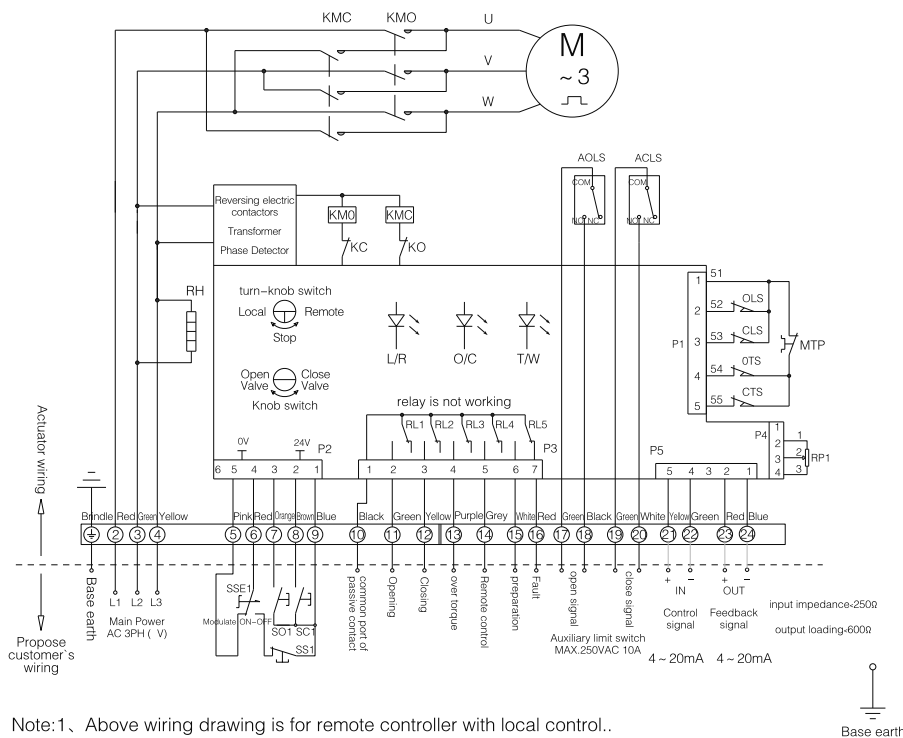 KMC KMO U
V
W
M
~3
AOLS ACLS
COM COM
NO NC NO NC
Reversing electric
contactors
Transformer
Phase Detector
KM0 KMC
KC KO
RH
turn-knob switch
Local Remote
Stop
Open Close
Valve Valve
Knob switch
L/R O/C T/W
relay is not working
RL1 RL2 RL3 RL4 RL5
P1
1 51
2 52 OLS
3 53 CLS
4 54 0TS
5 55 CTS
MTP
0V 24V P2
6 5 4 3 2 1
P3
1 2 3 4 5 6 7
P5
5 4 3 2 1
P4
1
2
3
4
1
2
3
RP1
Actuator wiring
Brindle Red Green Yellow Pink Red Orange Brown Blue Black Green Yellow Purple Grey White Red Green Black Green White Yellow Green Red Blue
2 3 4 5 6 7 8 9 10 11 12 13 14 15 16 17 18 19 20 21 22 23 24
Propose
customer`s
wiring
Base earth
L1 L2 L3
Main Power
AC 3PH ( V)
SSE1
Modulate ON-OFF
SO1 SC1
SS1
common port of
passive contact
Opening
Closing
over torque
Remote control
preparation
Fault
open signal
close signal
Auxiliary limit switch
MAX.250VAC 10A
+ − + −
IN OUT
Control Feedback
signal signal
4～20mA 4～20mA
input impedance<250Ω
output loading<600Ω
Base earth
Note:1、Above wiring drawing is for remote controller with local control..